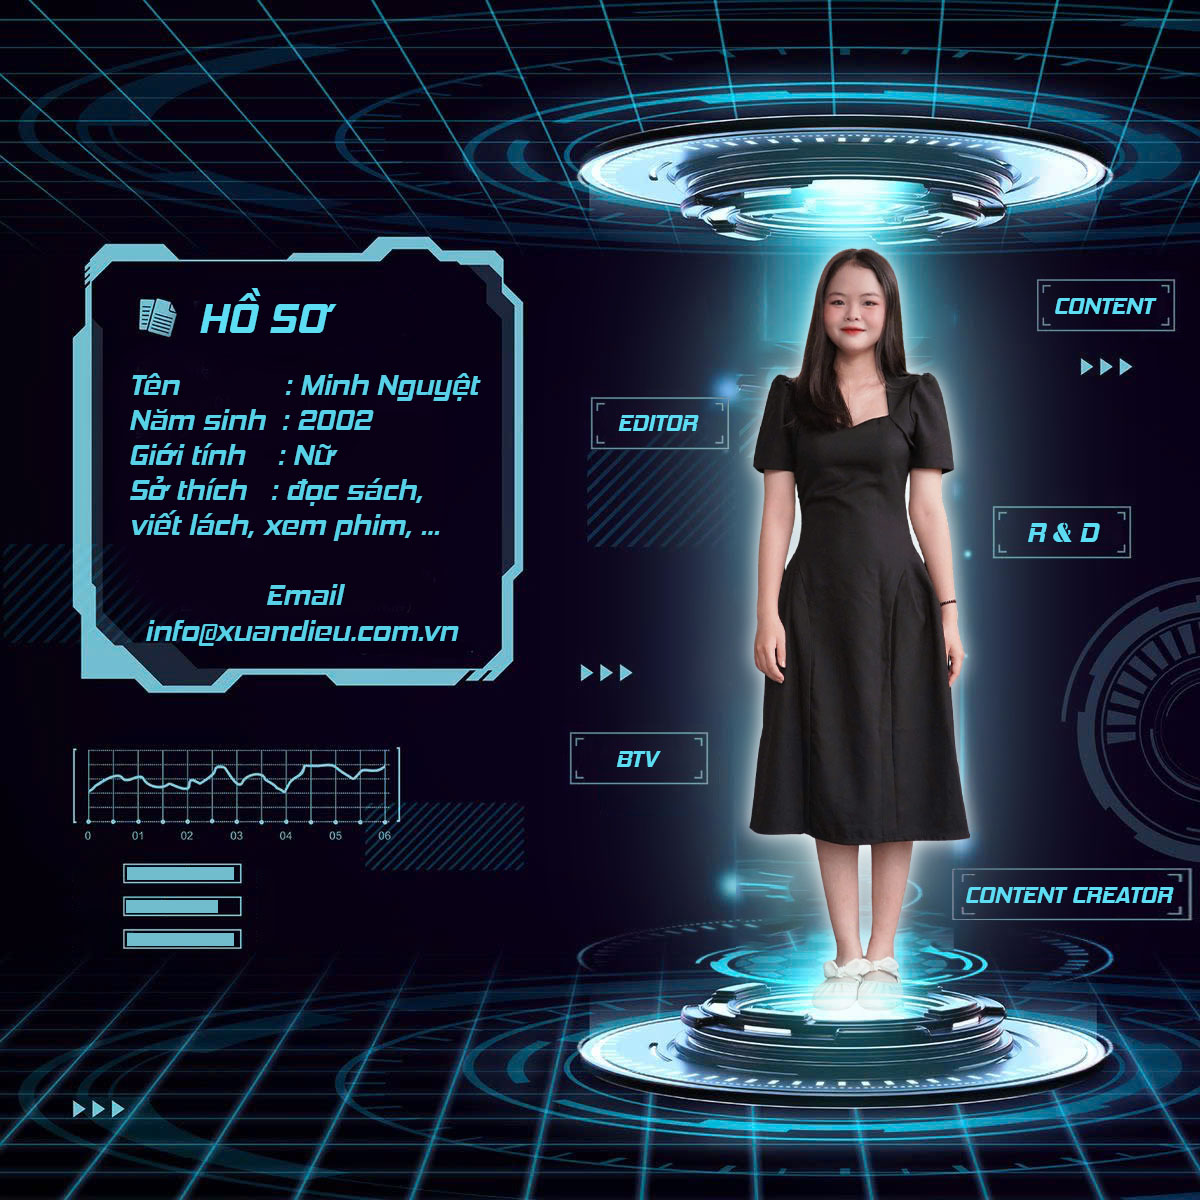 HỒ SƠ
Tên : Minh Nguyệt
Năm sinh : 2002
Giới tính : Nữ
Sở thích : đọc sách,
viết lách, xem phim, ...
Email
info@xuandieu.com.vn
CONTENT
EDITOR
R & D
BTV
CONTENT CREATOR
0 01 02 03 04 05 06